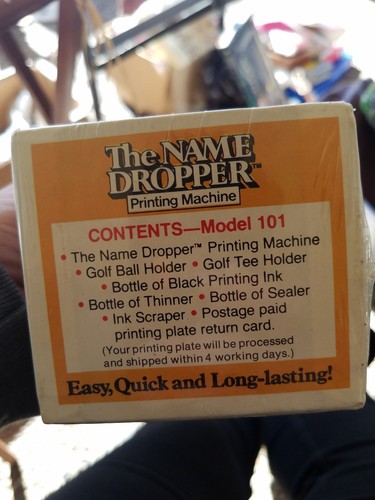 The NAME
DROPPER™
Printing Machine
CONTENTS—Model 101
• The Name Dropper™ Printing Machine
• Golf Ball Holder • Golf Tee Holder
• Bottle of Black Printing Ink
• Bottle of Thinner • Bottle of Sealer
• Ink Scraper • Postage paid
printing plate return card.
(Your printing plate will be processed
and shipped within 4 working days.)
Easy, Quick and Long-lasting!